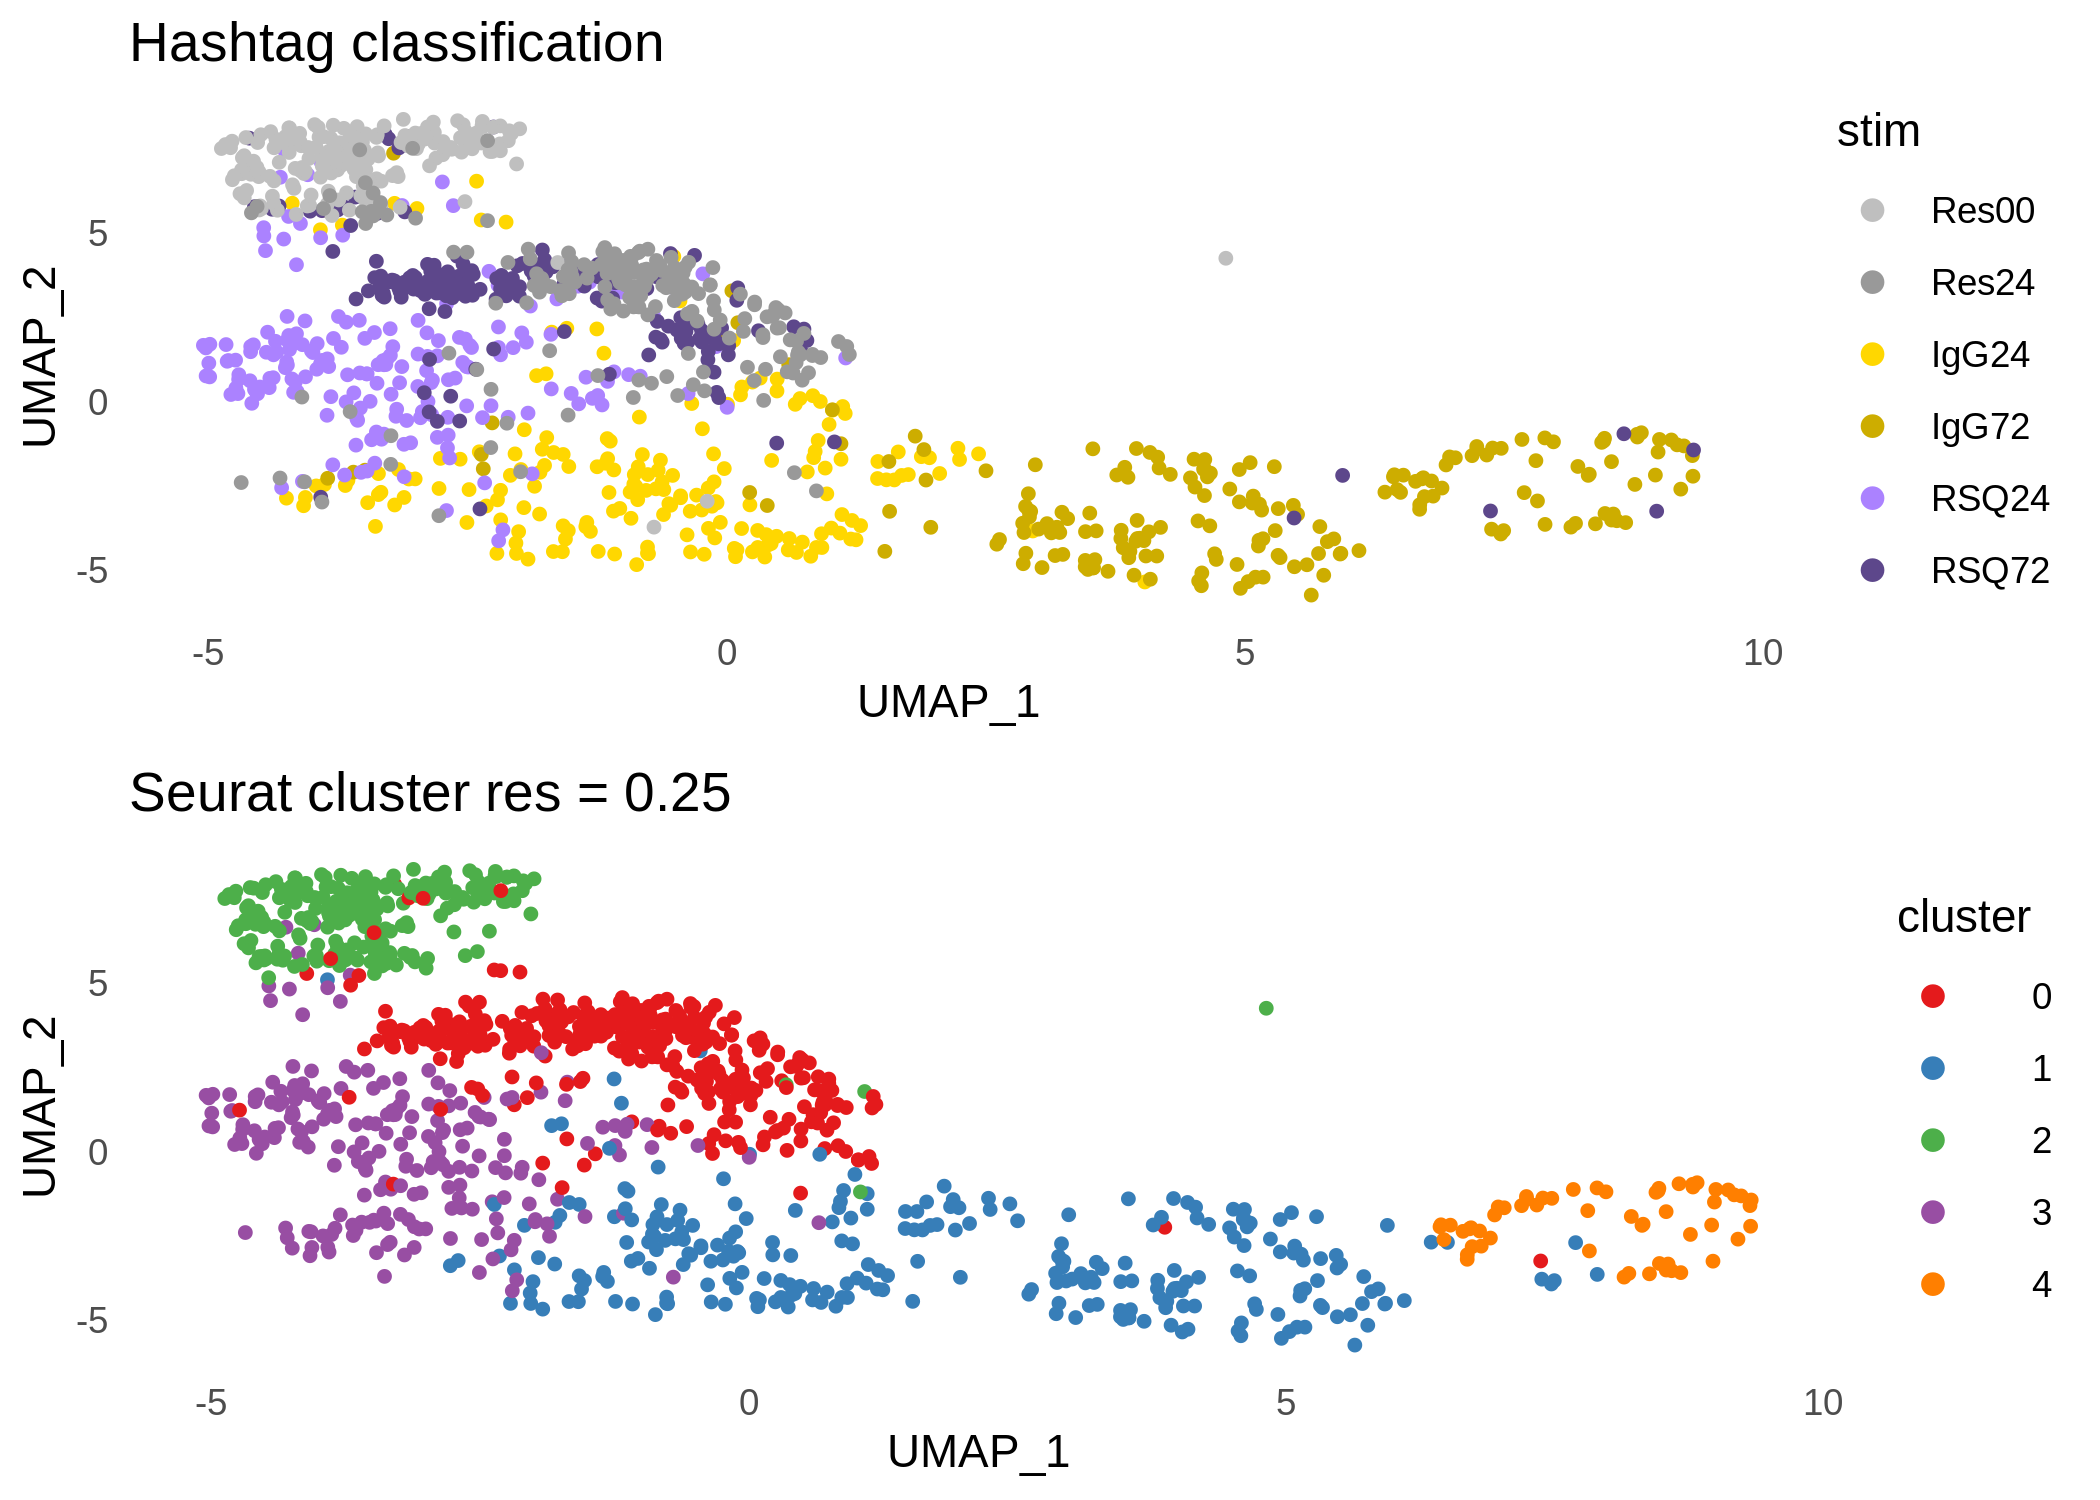 Hashtag classification
stim
Res00
Res24
IgG24
IgG72
RSQ24
RSQ72
UMAP_2
5
0
-5
-5
0
5
10
UMAP_1
Seurat cluster res = 0.25
cluster
0
1
2
3
4
UMAP_2
5
0
-5
-5
0
5
10
UMAP_1